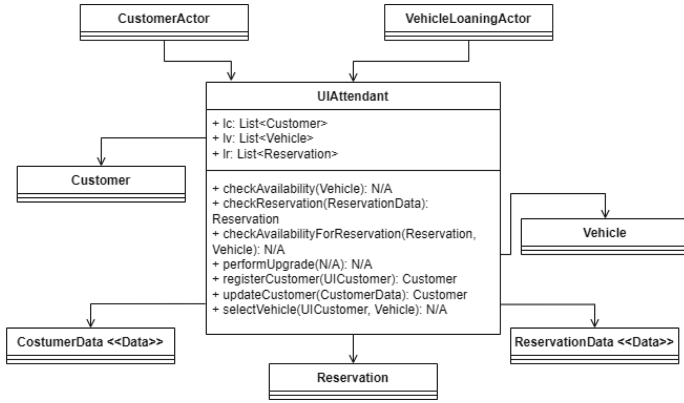 CustomerActor
VehicleLoaningActor
UIAttendant
+ lc: List<Customer>
+ lv: List<Vehicle>
+ lr: List<Reservation>
Customer
+ checkAvailability(Vehicle): N/A
+ checkReservation(ReservationData):
Reservation
+ checkAvailabilityForReservation(Reservation,
Vehicle): N/A
+ performUpgrade(N/A): N/A
+ registerCustomer(UICustomer): Customer
+ updateCustomer(CustomerData): Customer
+ selectVehicle(UICustomer, Vehicle): N/A
Vehicle
CostumerData <<Data>>
ReservationData <<Data>>
Reservation